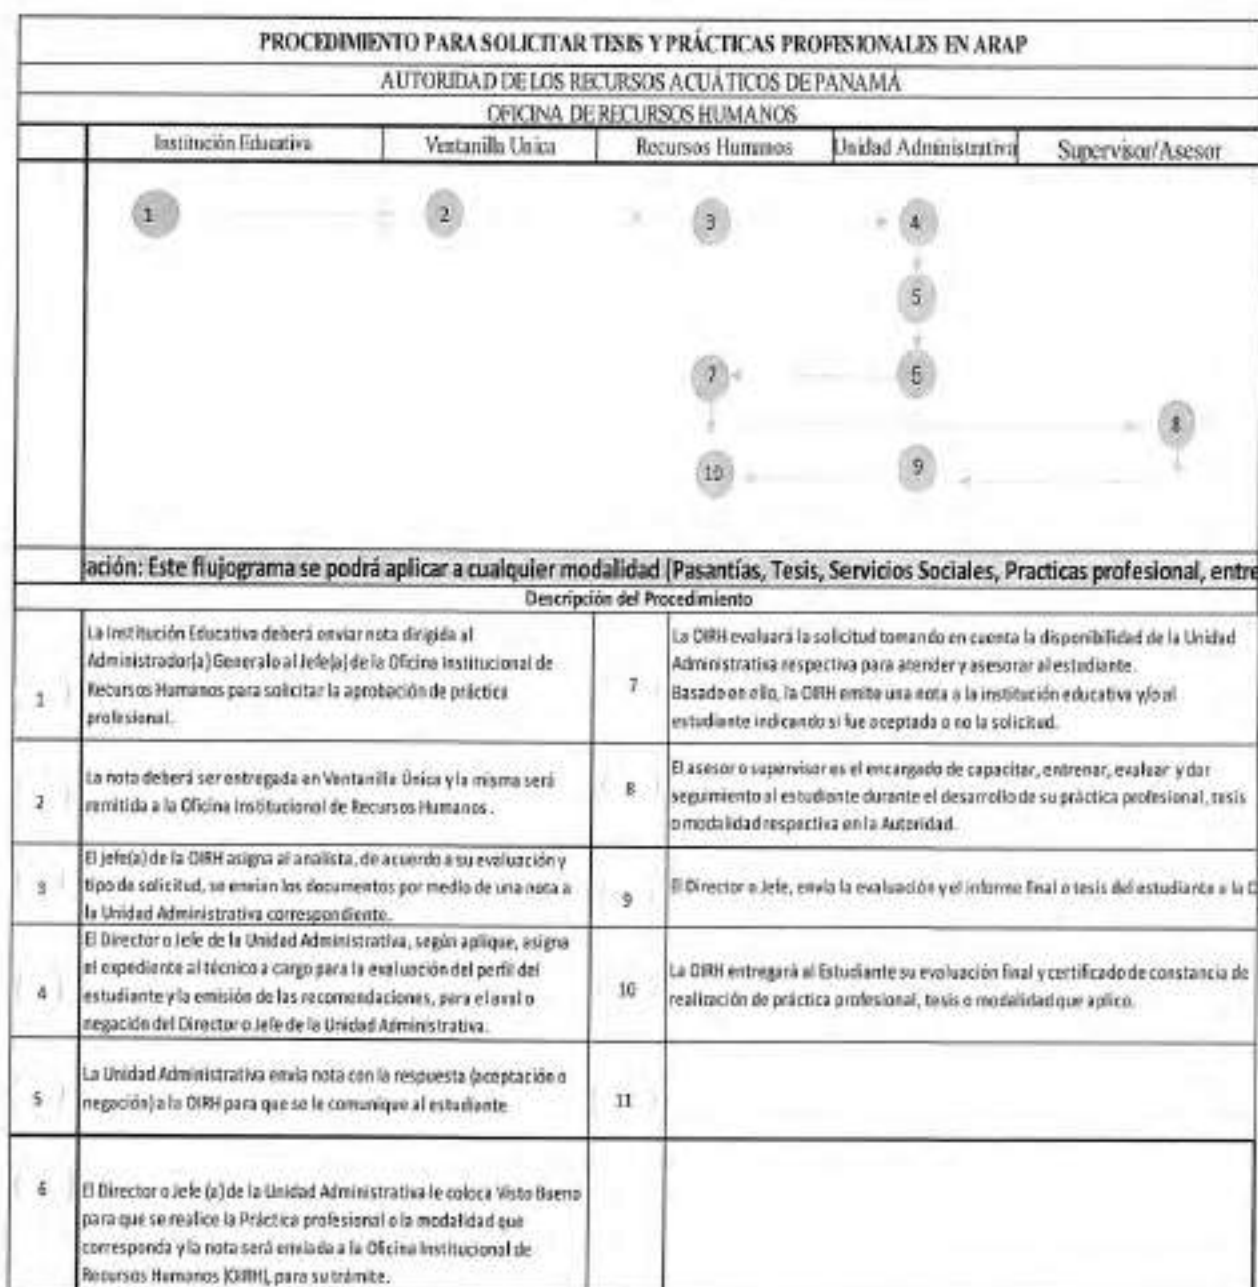 PROCEDIMIENTO PARA SOLICITAR TESIS Y PRÁCTICAS PROFESIONALES EN ARAP
AUTORIDAD DE LOS RECURSOS ACUÁTICOS DE PANAMÁ
OFICINA DE RECURSOS HUMANOS
Institución Educativa Ventanilla Unica Recursos Humanos Unidad Administrativa Supervisor/Asesor
1 2 3 4
5
7 6
8
10 9
ación: Este flujograma se podrá aplicar a cualquier modalidad (Pasantías, Tesis, Servicios Sociales, Practicas profesional, entre
Descripción del Procedimiento
1
La Institución Educativa deberá enviar nota dirigida al
Administrador(a) Generalo al Jefe(a) de la Oficina Institucional de
Recursos Humanos para solicitar la aprobación de práctica
profesional.
2
La nota deberá ser entregada en Ventanilla Única y la misma será
remitida a la Oficina Institucional de Recursos Humanos.
3
El jefe(a) de la OIRH asigna al analista, de acuerdo a su evaluación y
tipo de solicitud, se envian los documentos por medio de una nota a
la Unidad Administrativa correspondiente.
4
El Director o Jefe de la Unidad Administrativa, según aplique, asigna
el expediente al técnico a cargo para la evaluación del perfil del
estudiante y la emisión de las recomendaciones, para el aval o
negación del Director o Jefe de la Unidad Administrativa.
5
La Unidad Administrativa envia nota con la respuesta (aceptación o
negación) a la OIRH para que se le comunique al estudiante
6
El Director o Jefe (a) de la Unidad Administrativa le coloca Visto Bueno
para que se realice la Práctica profesional o la modalidad que
corresponda y la nota será enviada a la Oficina Institucional de
Recursos Humanos (OIRH), para su trámite.
7
La OIRH evaluará la solicitud tomando en cuenta la disponibilidad de la Unidad
Administrativa respectiva para atender y asesorar al estudiante.
Basado en ello, la OIRH emite una nota a la institución educativa y/o al
estudiante indicando si fue aceptada o no la solicitud.
8
El asesor o supervisor es el encargado de capacitar, entrenar, evaluar y dar
seguimiento al estudiante durante el desarrollo de su práctica profesional, tesis
o modalidad respectiva en la Autoridad.
9
El Director o Jefe, envía la evaluación y el informe final o tesis del estudiante a la O
10
La OIRH entregará al Estudiante su evaluación final y certificado de constancia de
realización de práctica profesional, tesis o modalidad que aplico.
11